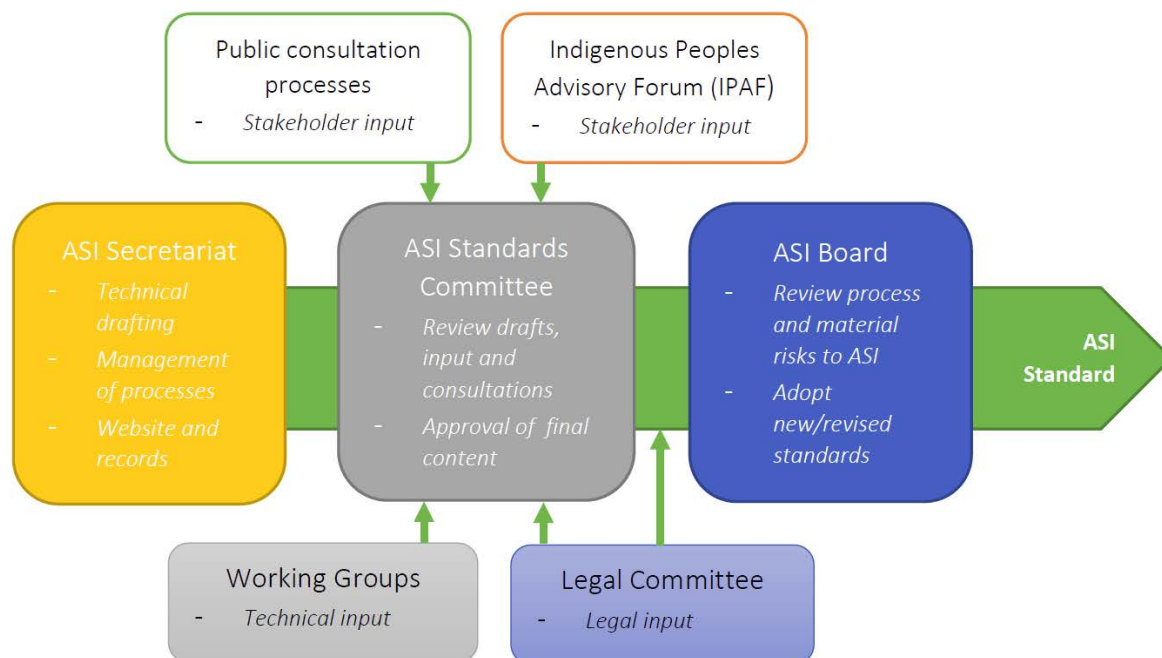 Public consultation
processes
- Stakeholder input
Indigenous Peoples
Advisory Forum (IPAF)
- Stakeholder input
ASI Secretariat
- Technical
drafting
- Management
of processes
- Website and
records
ASI Standards
Committee
- Review drafts,
input and
consultations
- Approval of final
content
ASI Board
- Review process
and material
risks to ASI
- Adopt
new/revised
standards
ASI
Standard
Working Groups
- Technical input
Legal Committee
- Legal input